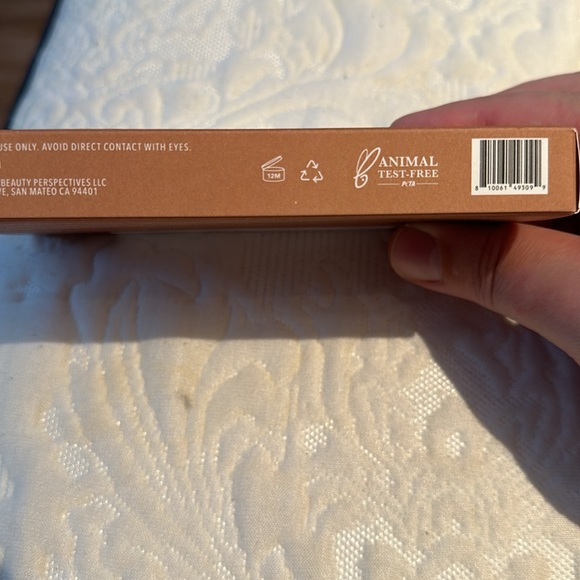 USE ONLY. AVOID DIRECT CONTACT WITH EYES.
BEAUTY PERSPECTIVES LLC
SAN MATEO CA 94401
12M
ANIMAL
TEST-FREE
PETA
8 10061 49309 9